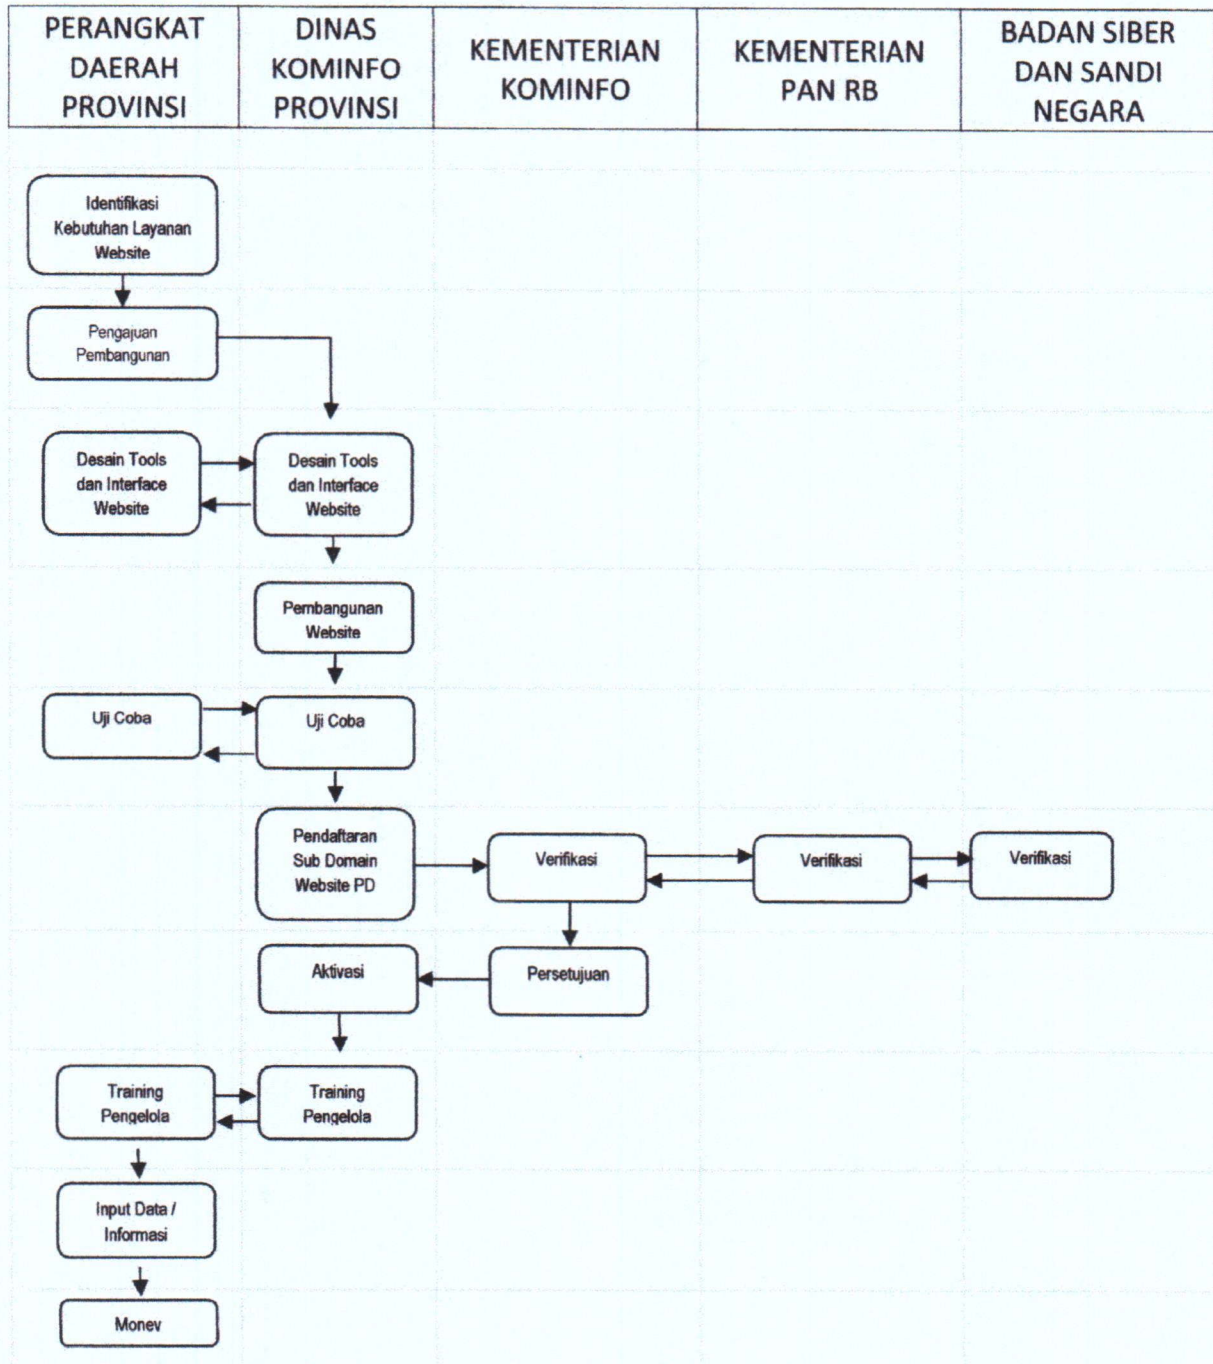 PERANGKAT
DAERAH
PROVINSI
DINAS
KOMINFO
PROVINSI
KEMENTERIAN
KOMINFO
KEMENTERIAN
PAN RB
BADAN SIBER
DAN SANDI
NEGARA
Identifikasi
Kebutuhan Layanan
Website
Pengajuan
Pembangunan
Desain Tools
dan Interface
Website
Desain Tools
dan Interface
Website
Pembangunan
Website
Uji Coba
Uji Coba
Pendaftaran
Sub Domain
Website PD
Verifikasi
Verifikasi
Verifikasi
Aktivasi
Persetujuan
Training
Pengelola
Training
Pengelola
Input Data /
Informasi
Monev